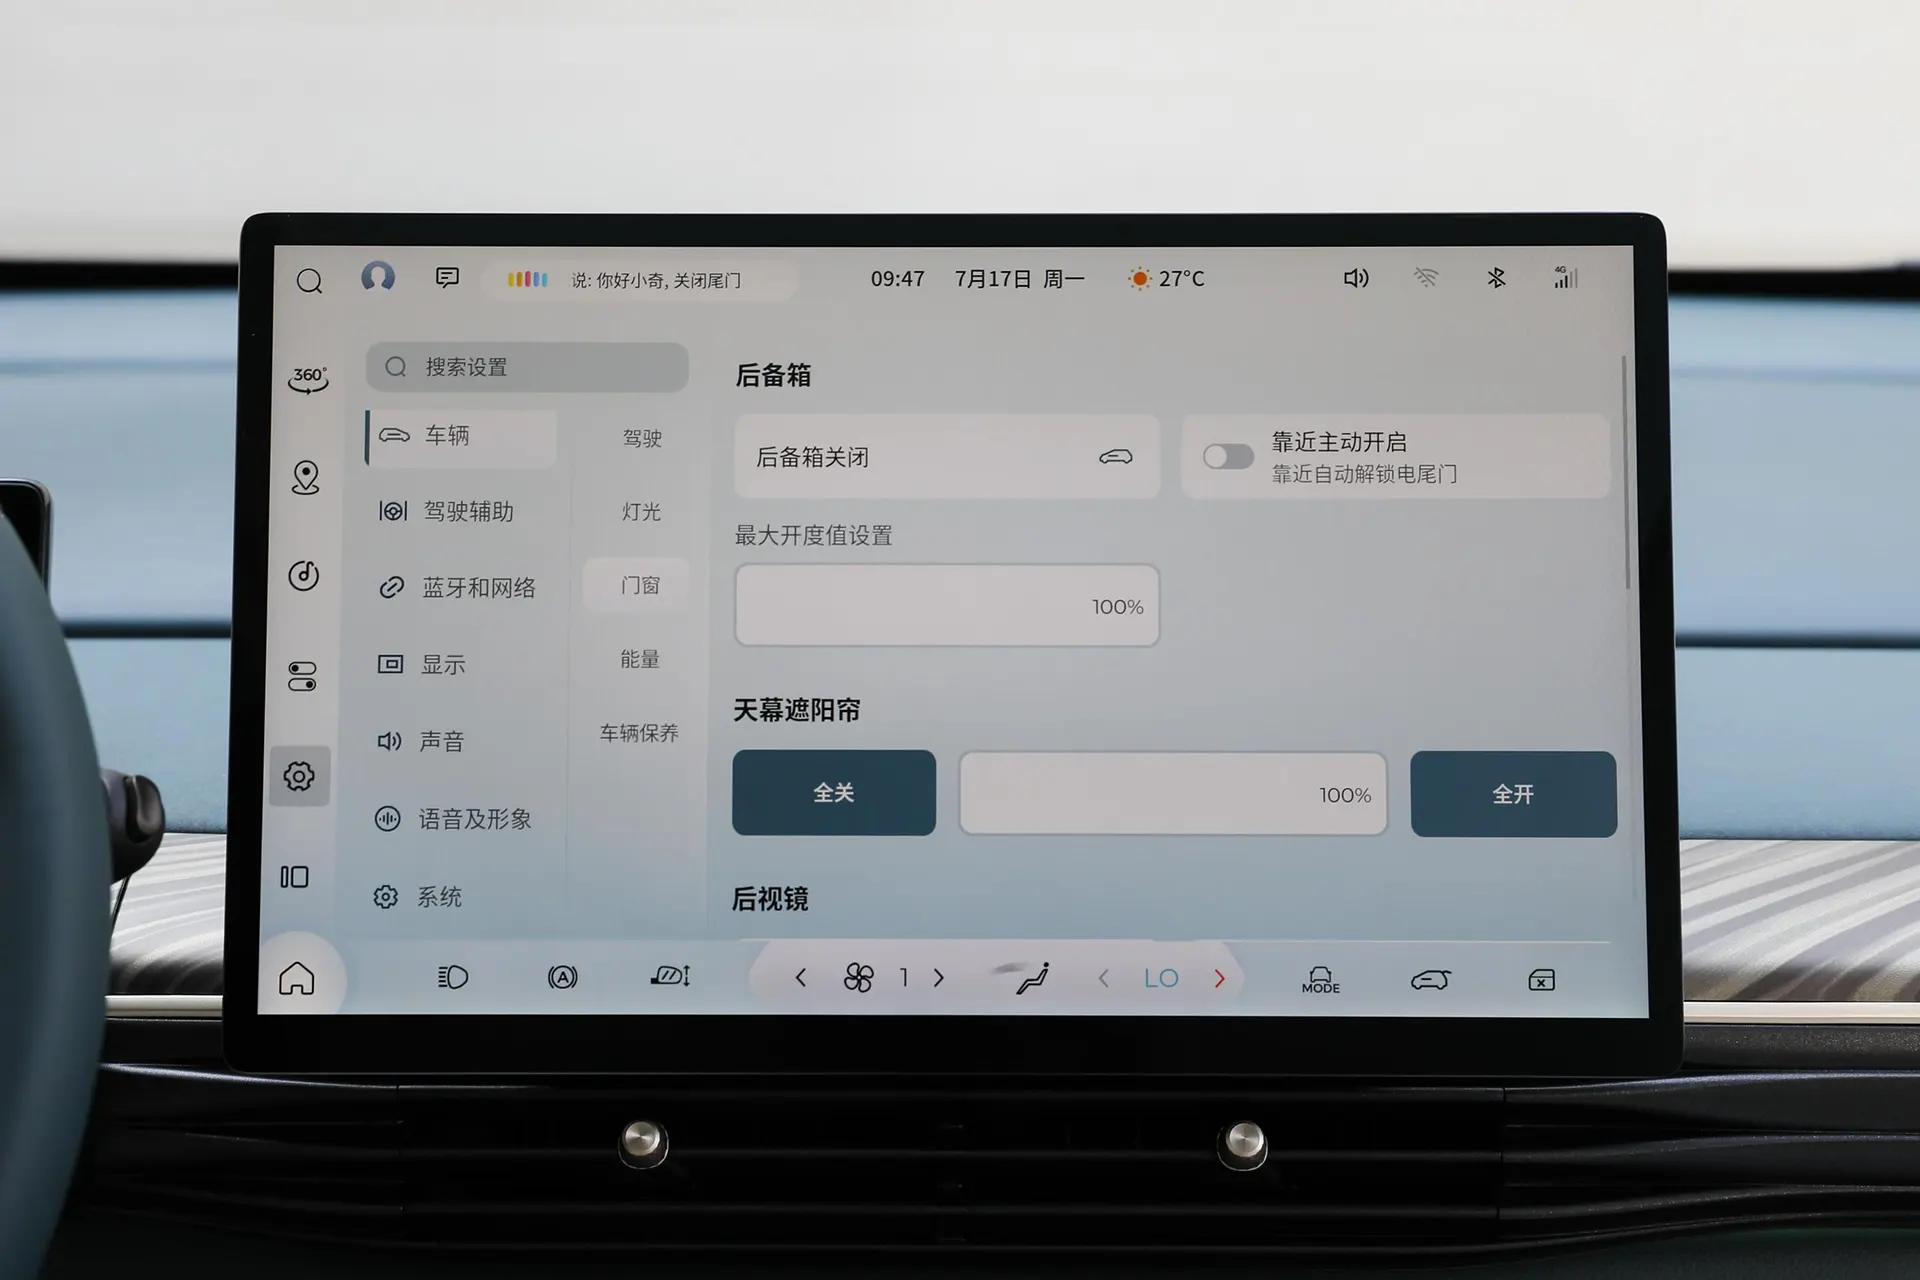 说: 你好小奇, 关闭尾门
09:47 7月17日 周一 27°C
4G
360°
搜索设置
车辆
驾驶辅助
蓝牙和网络
显示
声音
语音及形象
系统
驾驶
灯光
门窗
能量
车辆保养
后备箱
后备箱关闭
靠近主动开启
靠近自动解锁电尾门
最大开度值设置
100%
天幕遮阳帘
全关
100%
全开
后视镜
A
1
LO
MODE